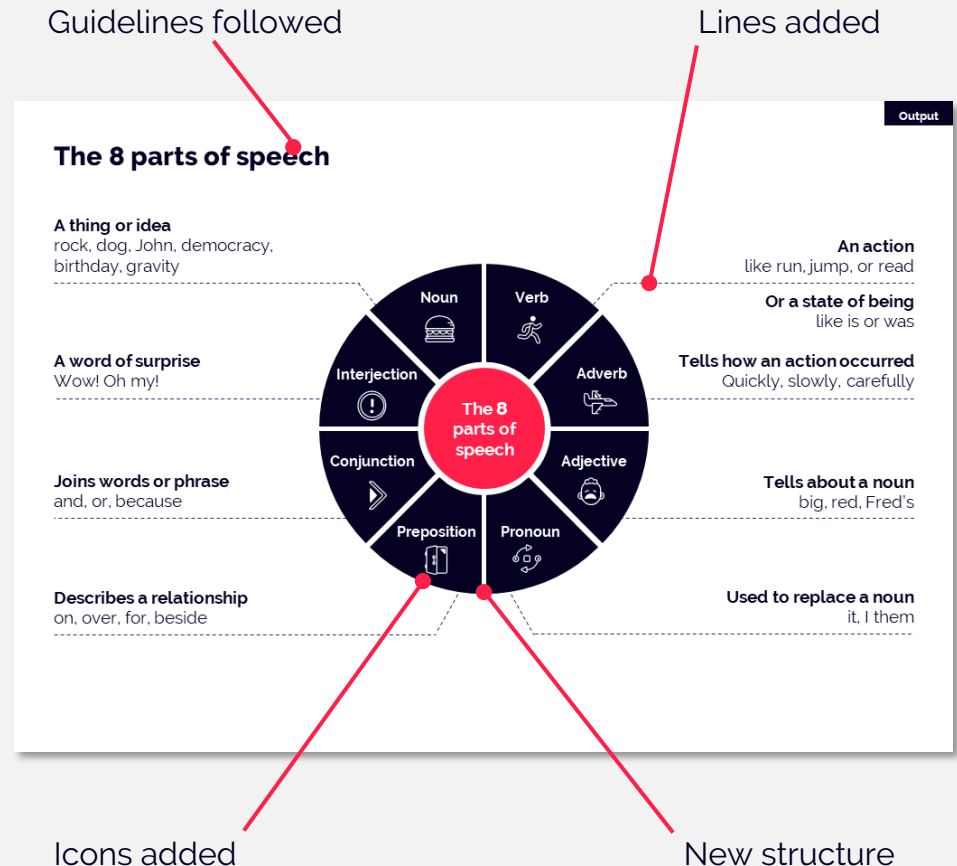 Guidelines followed
Lines added
Output
The 8 parts of speech
A thing or idea
rock, dog, John, democracy,
birthday, gravity
A word of surprise
Wow! Oh my!
Joins words or phrase
and, or, because
Describes a relationship
on, over, for, beside
Noun
Verb
Interjection
Adverb
The 8
parts of
speech
Conjunction
Adjective
Preposition
Pronoun
An action
like run, jump, or read
Or a state of being
like is or was
Tells how an action occurred
Quickly, slowly, carefully
Tells about a noun
big, red, Fred's
Used to replace a noun
it, I them
Icons added
New structure